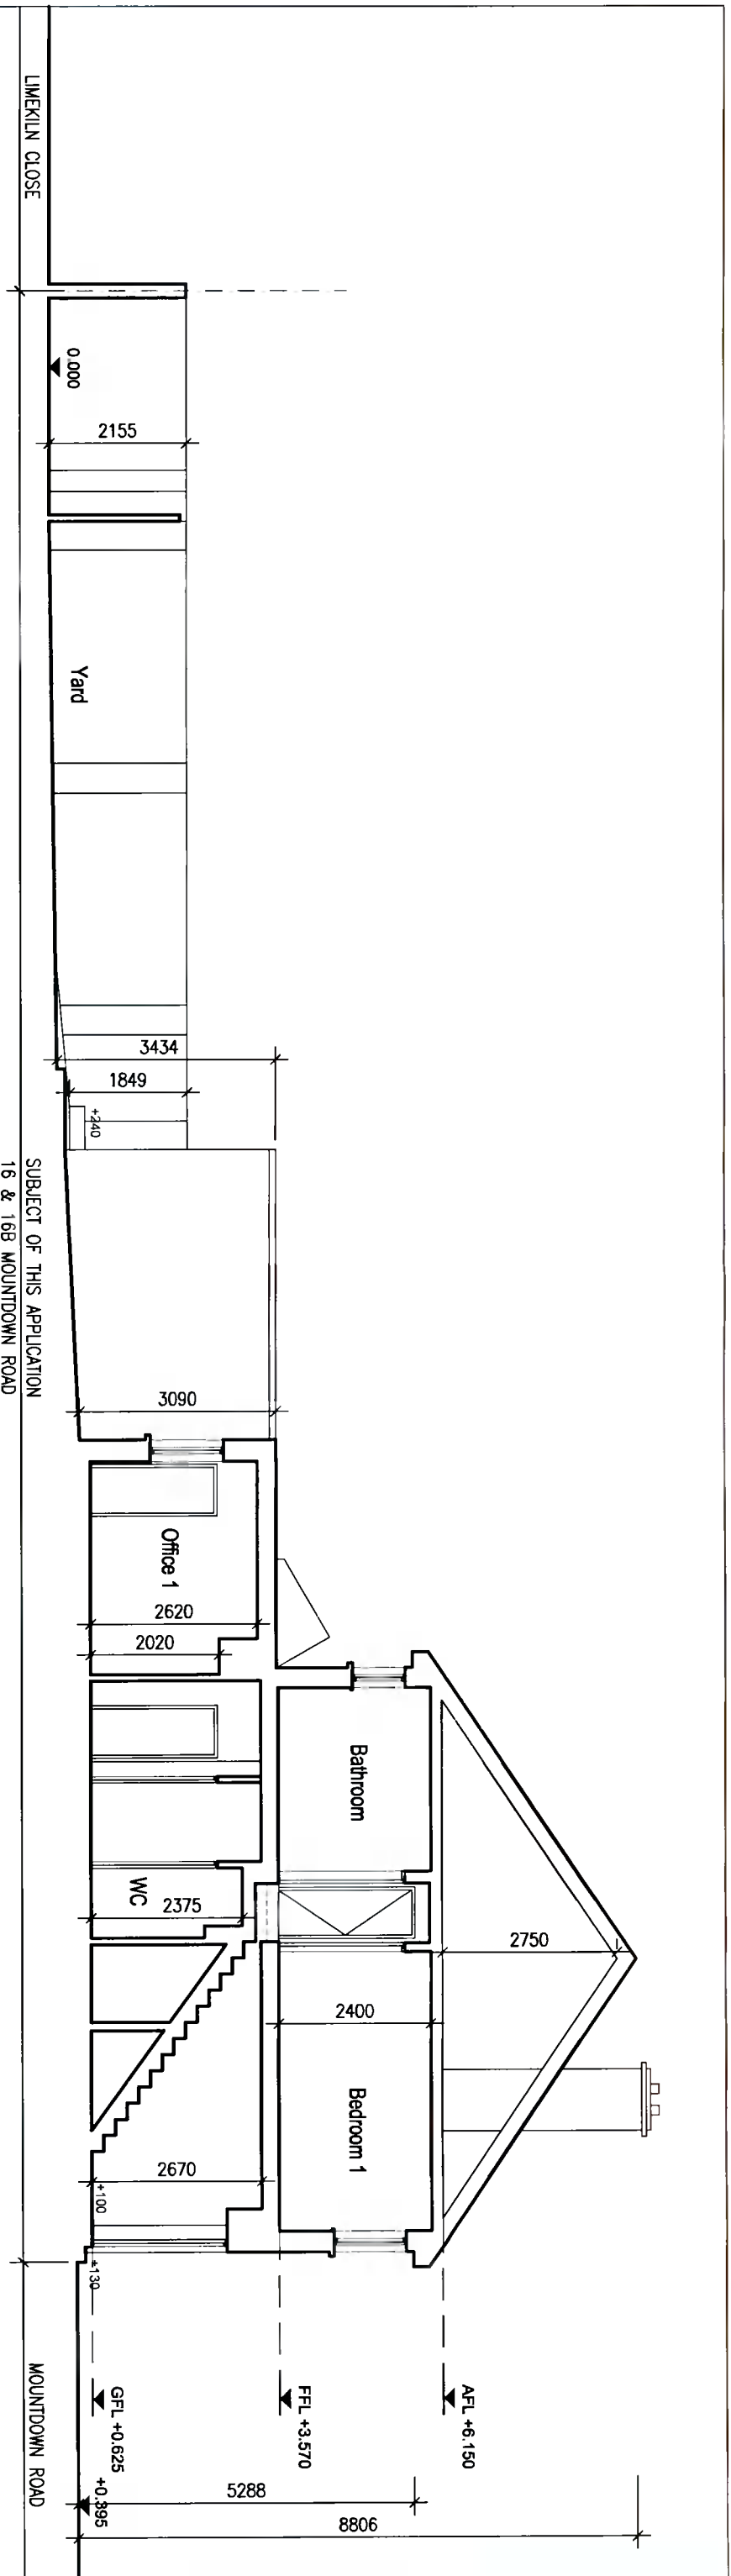 LIMEKILN CLOSE
0.000
2155
Yard
3434
1849
+240
SUBJECT OF THIS APPLICATION
16 & 16B MOUNTDOWN ROAD
3090
Office 1
2620
2020
Bathroom
WC
2375
2750
2400
Bedroom 1
2670
+100
+130
AFL +6.150
FFL +3.570
GFL +0.625
+0.395
5288
8806
MOUNTDOWN ROAD